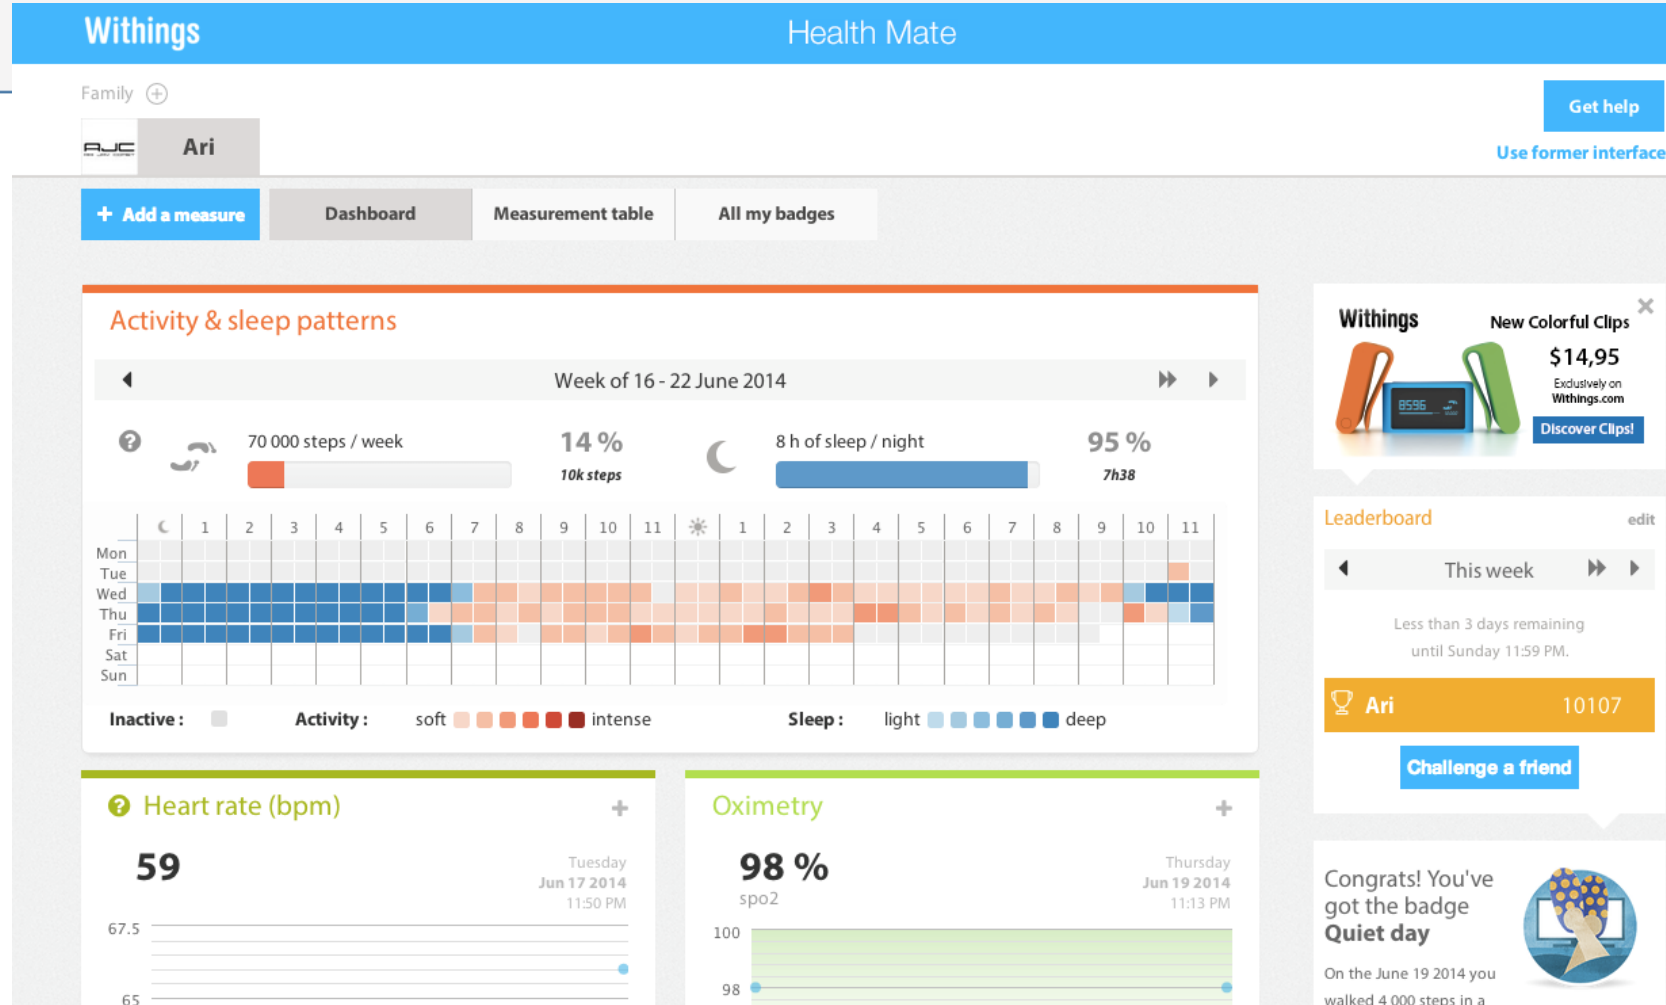 Withings
Health Mate
Family
Get help
AJC
Ari
Use former interface
+ Add a measure
Dashboard
Measurement table
All my badges
Activity & sleep patterns
Week of 16 - 22 June 2014
70 000 steps / week
14 %
10k steps
8 h of sleep / night
95 %
7h38
1 2 3 4 5 6 7 8 9 10 11 1 2 3 4 5 6 7 8 9 10 11
Mon
Tue
Wed
Thu
Fri
Sat
Sun
Inactive :
Activity : soft intense
Sleep : light deep
Heart rate (bpm)
59
Tuesday
Jun 17 2014
11:50 PM
67.5
65
Oximetry
98 %
spo2
Thursday
Jun 19 2014
11:13 PM
100
98
Withings
New Colorful Clips
$14,95
Exclusively on
Withings.com
8596
Discover Clips!
Leaderboard
edit
This week
Less than 3 days remaining
until Sunday 11:59 PM.
Ari 10107
Challenge a friend
Congrats! You've
got the badge
Quiet day
On the June 19 2014 you
walked 4 000 steps in a